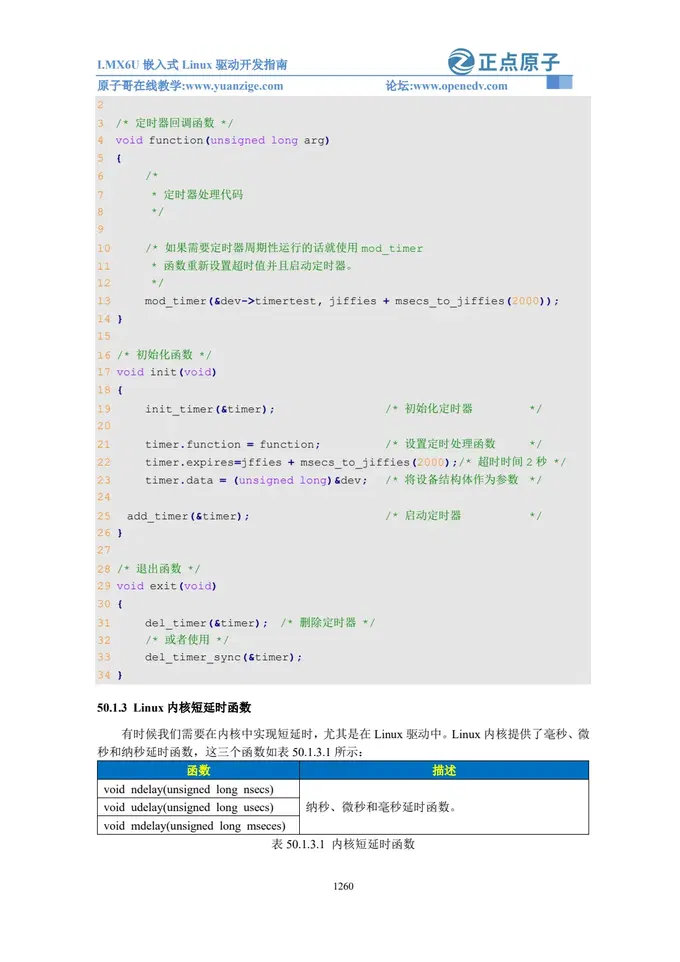 I.MX6U 嵌入式 Linux 驱动开发指南
正点原子
原子哥在线教学:www.yuanzige.com 论坛:www.openedv.com
2
3 /* 定时器回调函数 */
4 void function(unsigned long arg)
5 {
6 /*
7 * 定时器处理代码
8 */
9
10 /* 如果需要定时器周期性运行的话就使用 mod_timer
11 * 函数重新设置超时值并且启动定时器。
12 */
13 mod_timer(&dev->timertest, jiffies + msecs_to_jiffies(2000));
14 }
15
16 /* 初始化函数 */
17 void init(void)
18 {
19 init_timer(&timer); /* 初始化定时器 */
20
21 timer.function = function; /* 设置定时处理函数 */
22 timer.expires=jffies + msecs_to_jiffies(2000);/* 超时时间 2 秒 */
23 timer.data = (unsigned long)&dev; /* 将设备结构体作为参数 */
24
25 add_timer(&timer); /* 启动定时器 */
26 }
27
28 /* 退出函数 */
29 void exit(void)
30 {
31 del_timer(&timer); /* 删除定时器 */
32 /* 或者使用 */
33 del_timer_sync(&timer);
34 }
50.1.3 Linux 内核短延时函数
有时候我们需要在内核中实现短延时，尤其是在 Linux 驱动中。Linux 内核提供了毫秒、微
秒和纳秒延时函数，这三个函数如表 50.1.3.1 所示：
函数 描述
void ndelay(unsigned long nsecs)
void udelay(unsigned long usecs) 纳秒、微秒和毫秒延时函数。
void mdelay(unsigned long mseces)
表 50.1.3.1 内核短延时函数
1260